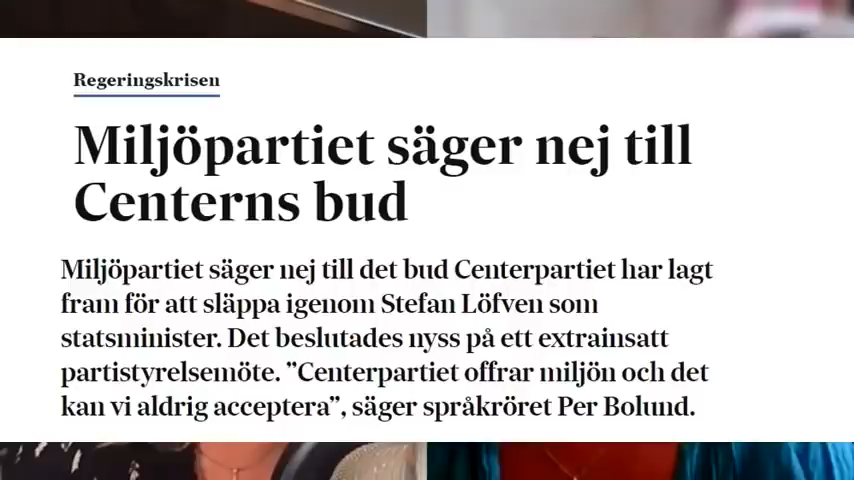 Regeringskrisen
Miljöpartiet säger nej till
Centerns bud
Miljöpartiet säger nej till det bud Centerpartiet har lagt
fram för att släppa igenom Stefan Löfven som
statsminister. Det beslutades nyss på ett extrainsatt
partistyrelsemöte. ”Centerpartiet offrar miljön och det
kan vi aldrig acceptera”, säger språkröret Per Bolund.